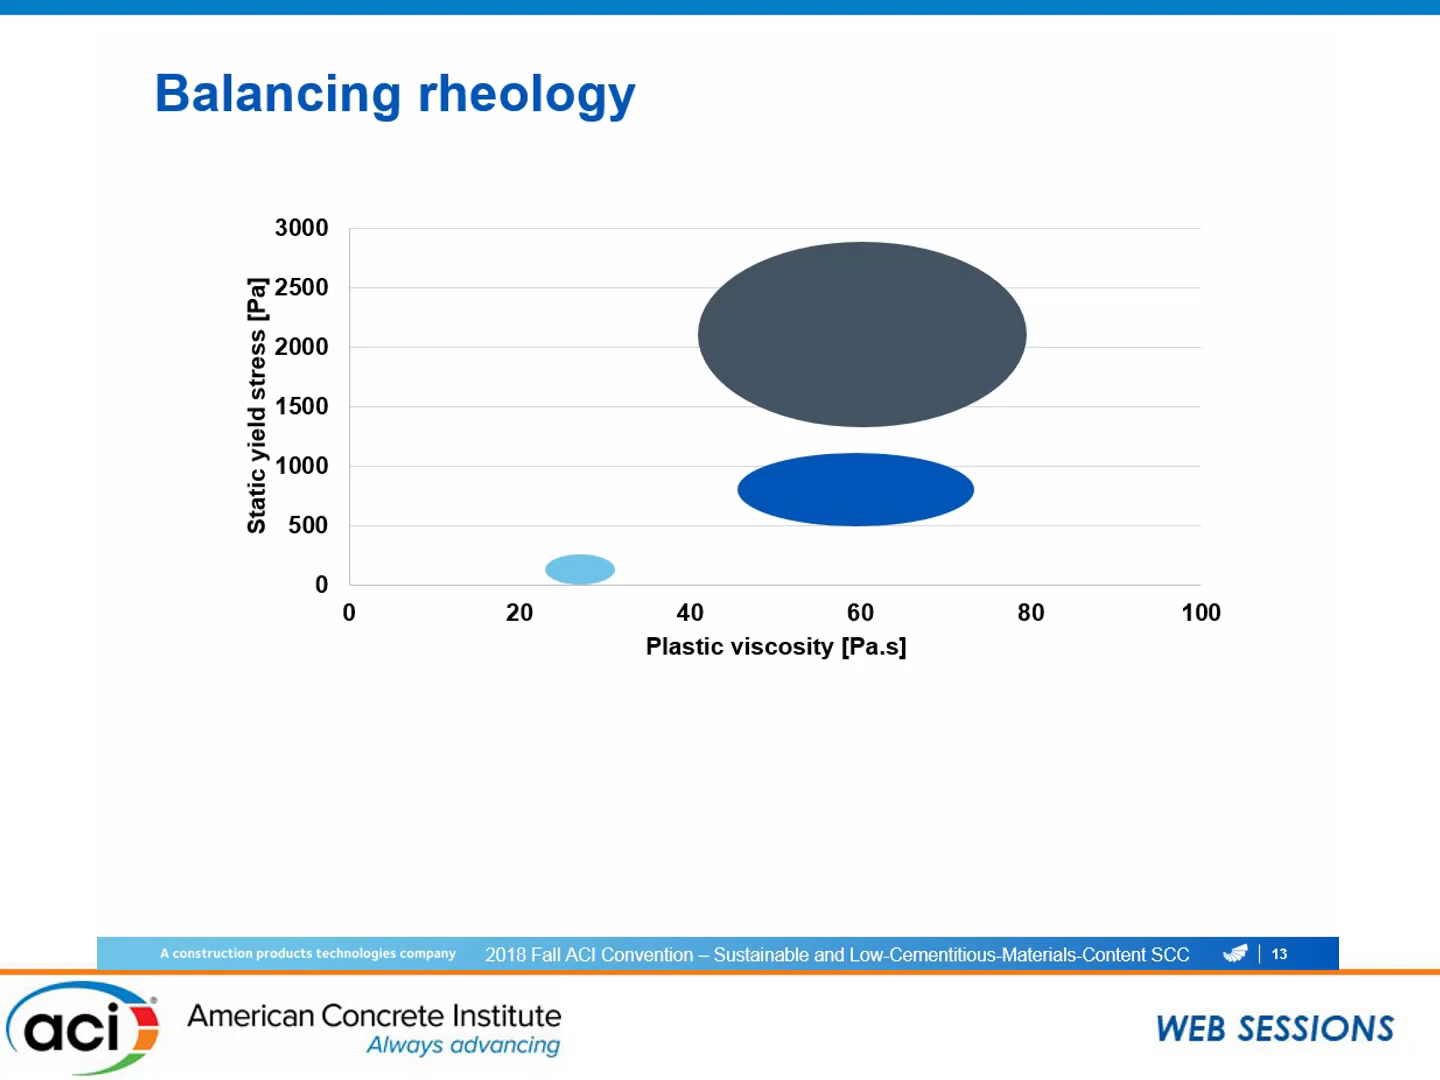 Balancing rheology
3000
2500
2000
1500
1000
500
0
Static yield stress [Pa]
0 20 40 60 80 100
Plastic viscosity [Pa.s]
A construction products technologies company 2018 Fall ACI Convention – Sustainable and Low-Cementitious-Materials-Content SCC 13
aci® American Concrete Institute
Always advancing
WEB SESSIONS